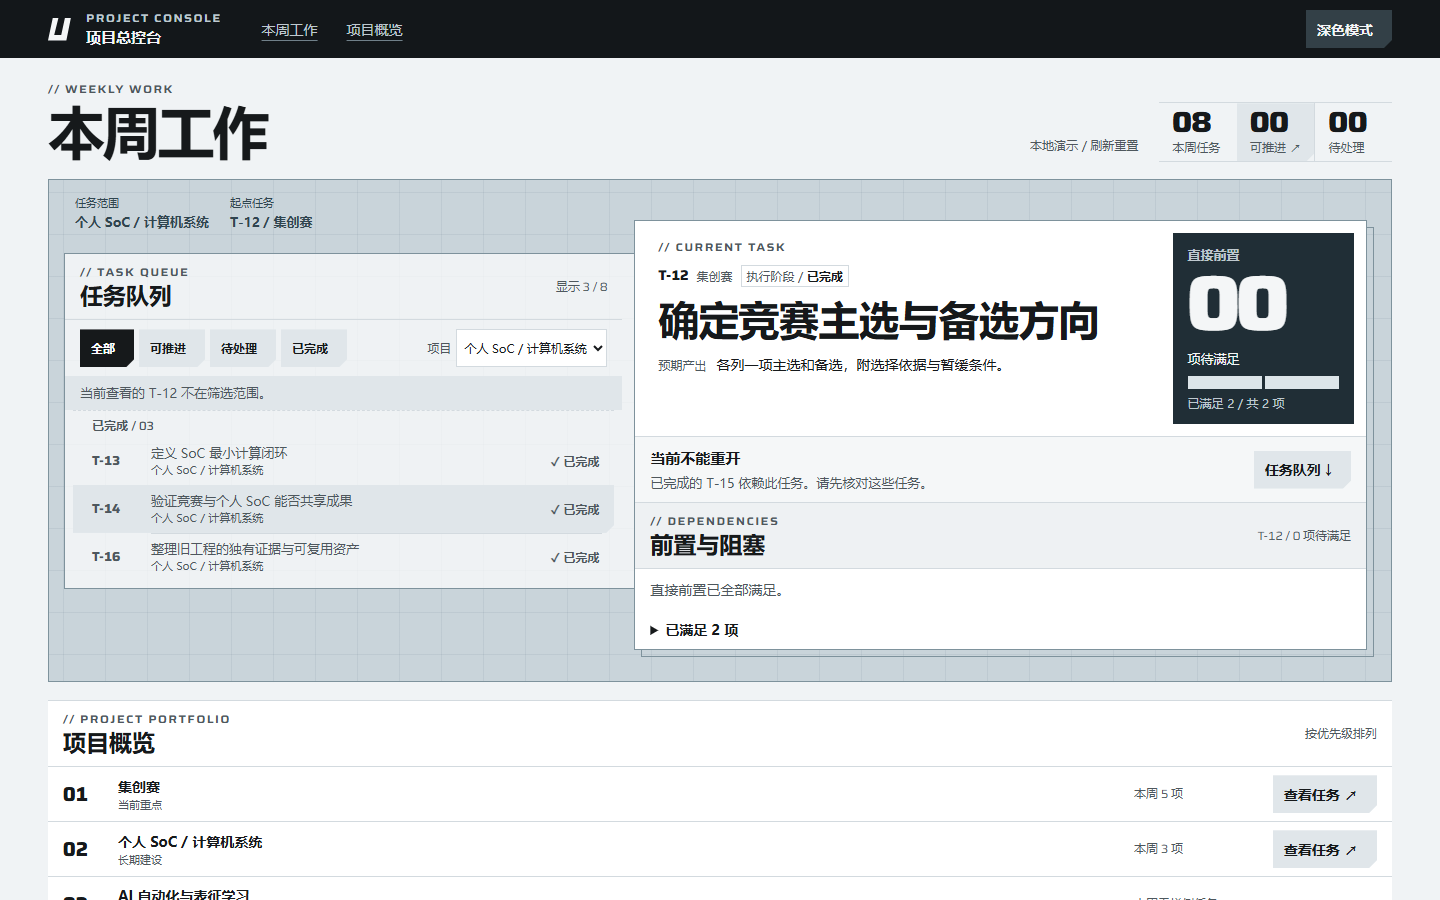 PROJECT CONSOLE
项目总控台
本周工作
项目概览
深色模式
// WEEKLY WORK
本周工作
本地演示 / 刷新重置
08
本周任务
00
可推进 ↗
00
待处理
任务范围
个人 SoC / 计算机系统
起点任务
T-12 / 集创赛
// TASK QUEUE
任务队列
显示 3 / 8
全部
可推进
待处理
已完成
项目
个人 SoC / 计算机系统
当前查看的 T-12 不在筛选范围。
已完成 / 03
T-13
定义 SoC 最小计算闭环
个人 SoC / 计算机系统
✓ 已完成
T-14
验证竞赛与个人 SoC 能否共享成果
个人 SoC / 计算机系统
✓ 已完成
T-16
整理旧工程的独有证据与可复用资产
个人 SoC / 计算机系统
✓ 已完成
// CURRENT TASK
T-12 集创赛 执行阶段 / 已完成
确定竞赛主选与备选方向
预期产出 各列一项主选和备选，附选择依据与暂缓条件。
直接前置
00
项待满足
已满足 2 / 共 2 项
当前不能重开
已完成的 T-15 依赖此任务。请先核对这些任务。
任务队列 ↓
// DEPENDENCIES
前置与阻塞
T-12 / 0 项待满足
直接前置已全部满足。
▶ 已满足 2 项
// PROJECT PORTFOLIO
项目概览
按优先级排列
01
集创赛
当前重点
本周 5 项
查看任务 ↗
02
个人 SoC / 计算机系统
长期建设
本周 3 项
查看任务 ↗
AI 自动化与表征学习